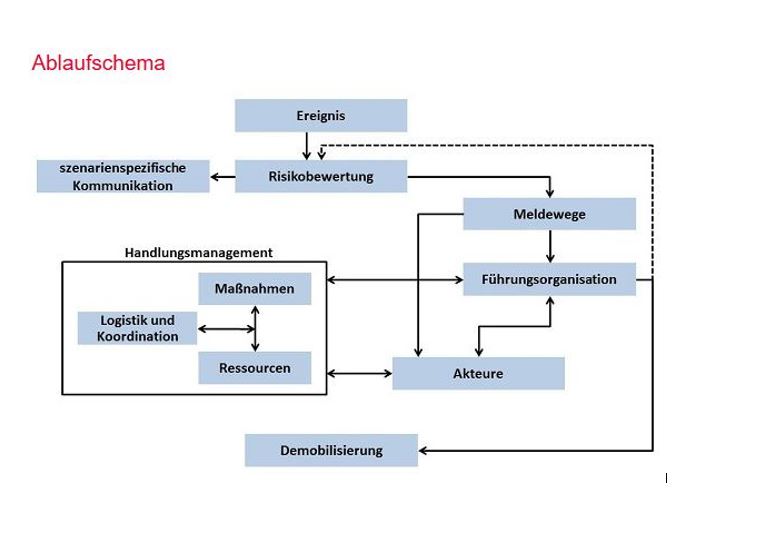 Ablaufschema
Ereignis
szenarienspezifische
Kommunikation
Risikobewertung
Meldewege
Handlungsmanagement
Maßnahmen
Führungsorganisation
Logistik und
Koordination
Ressourcen
Akteure
Demobilisierung